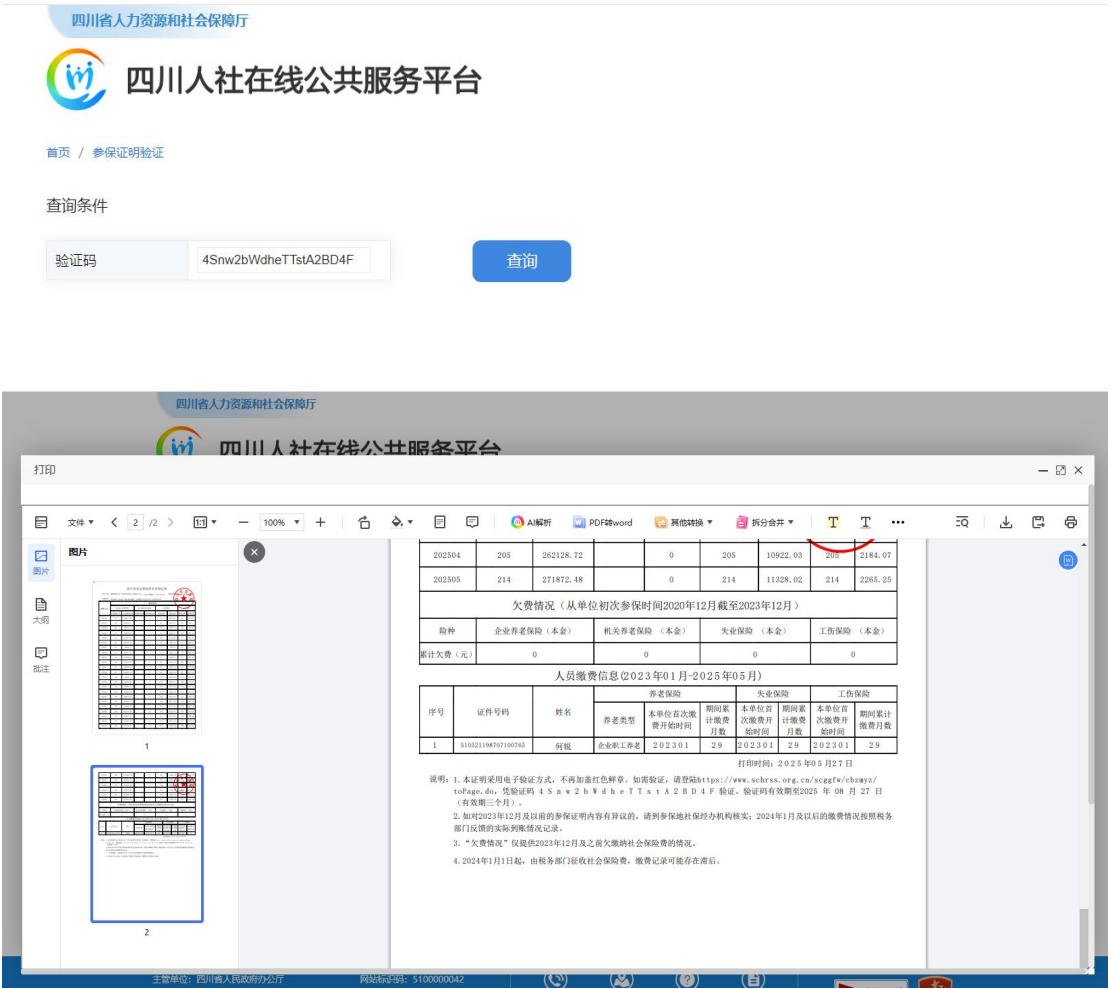 四川省人力资源和社会保障厅
四川人社在线公共服务平台
首页 / 参保证明验证
查询条件
验证码 4Snw2bWdheTTstA2BD4F 查询
四川省人力资源和社会保障厅
四川人社在线公共服务平台
打印
文件 2 /2 1:1 100% AI解析 PDF转word 其他转换 拆分合并
图片
图片
大纲
批注
1
2
202504 205 262128.72 0 205 10922.03 205 2184.07
202505 214 271872.48 0 214 11328.02 214 2265.25
欠费情况（从单位初次参保时间2020年12月截至2023年12月）
险种 企业养老保险（本金） 机关养老保险 （本金） 失业保险 （本金） 工伤保险 （本金）
累计欠费（元） 0 0 0 0
人员缴费信息(2023年01月-2025年05月)
序号 证件号码 姓名 养老保险 失业保险 工伤保险
养老类型 本单位首次缴费开始时间 期间累计缴费月数 本单位首次缴费开始时间 期间累计缴费月数 本单位首次缴费开始时间 期间累计缴费月数
1 510521198707100763 何锐 企业职工养老 202301 29 202301 29 202301 29
打印时间：2025年05月27日
说明：1.本证明采用电子验证方式，不再加盖红色鲜章。如需验证，请登陆https://www.schrss.org.cn/scggfw/cbzmyz/
toPage.do，凭验证码 4 S n w 2 b W d h e T T s t A 2 B D 4 F 验证。验证码有效期至2025 年 08 月 27 日
（有效期三个月）。
2.如对2023年12月及以前的参保证明内容有异议的，请到参保地社保经办机构核实；2024年1月及以后的缴费情况按照税务
部门反馈的实际到账情况记录。
3.“欠费情况”仅提供2023年12月及之前欠缴纳社会保险费的情况。
4.2024年1月1日起，由税务部门征收社会保险费，缴费记录可能存在滞后。
主管单位：四川省人民政府办公厅 网站标识码：5100000042